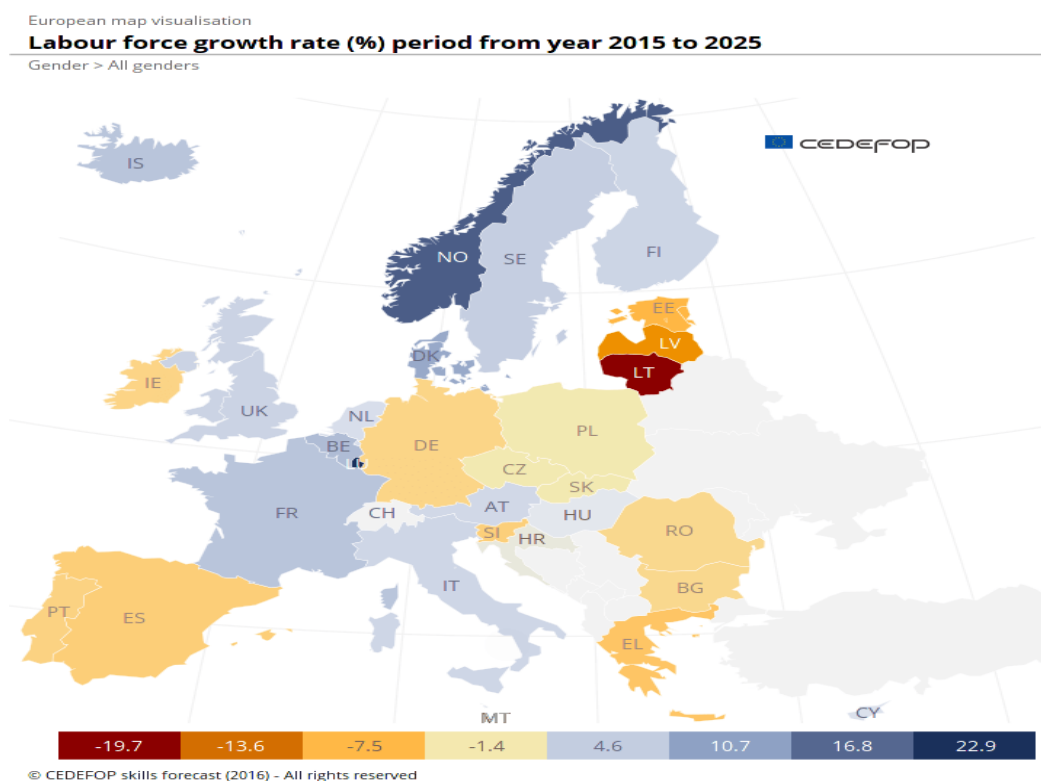 European map visualisation
Labour force growth rate (%) period from year 2015 to 2025
Gender > All genders
CEDEFOP
IS
NO
SE
FI
EE
LV
LT
DK
IE
UK
NL
BE
DE
PL
CZ
SK
FR
CH
AT
HU
SI
HR
RO
IT
BG
PT
ES
EL
CY
MT
-19.7 -13.6 -7.5 -1.4 4.6 10.7 16.8 22.9
© CEDEFOP skills forecast (2016) - All rights reserved